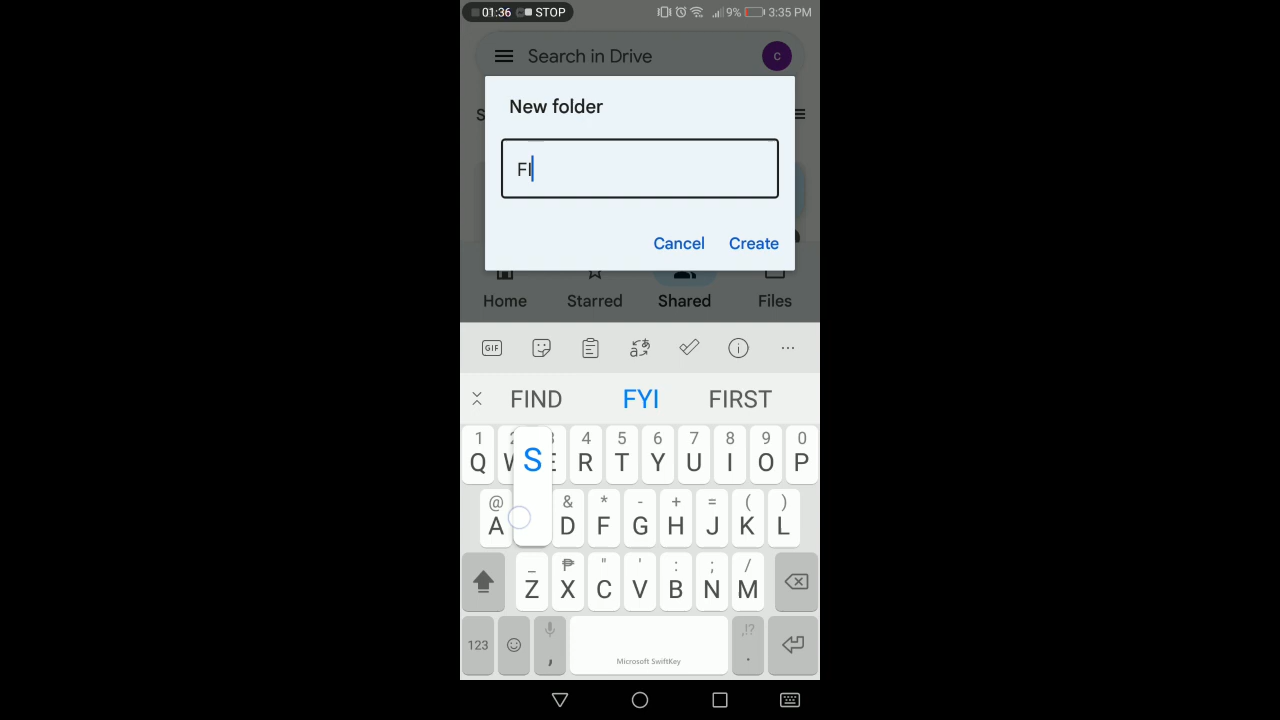 01:36 STOP 9% 3:35 PM
Search in Drive C
S
New folder
FI
Cancel Create
Home Starred Shared Files
GIF
FIND FYI FIRST
1 2 3 4 5 6 7 8 9 0
Q W E R T Y U I O P
S
@ & * - + = ( )
A D F G H J K L
_ ₱ " ' : ; /
Z X C V B N M
123 , Microsoft SwiftKey ,!? .